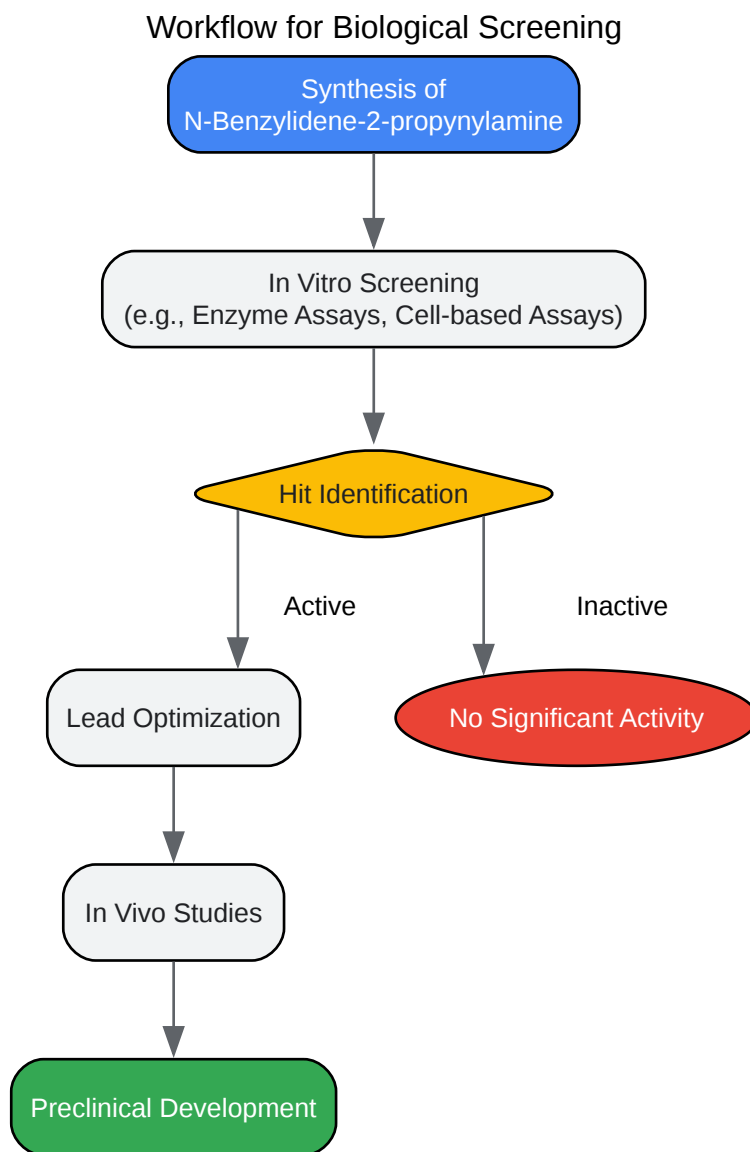 Workflow for Biological Screening
Synthesis of
N-Benzylidene-2-propynylamine
In Vitro Screening
(e.g., Enzyme Assays, Cell-based Assays)
Hit Identification
Active
Inactive
Lead Optimization
No Significant Activity
In Vivo Studies
Preclinical Development